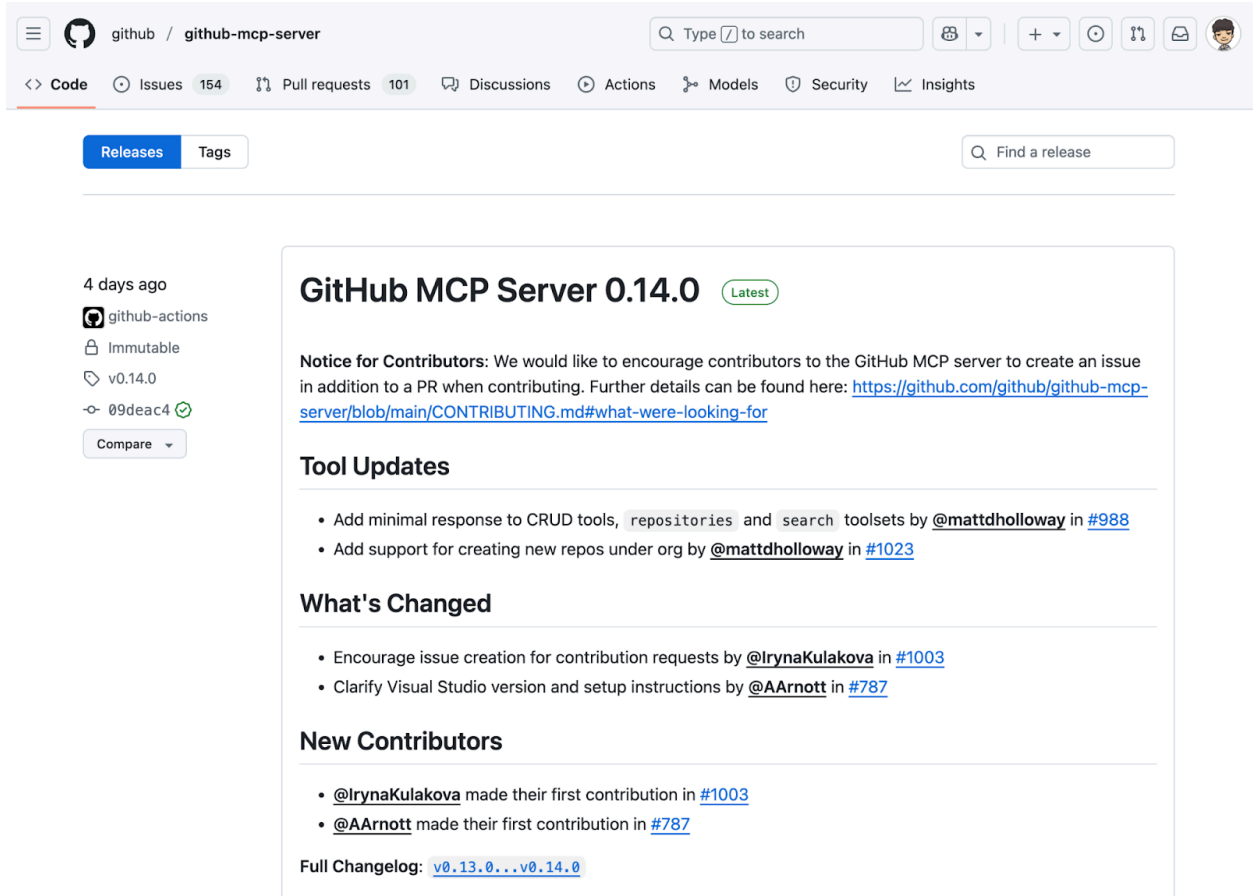 github / github-mcp-server
Type / to search
Code
Issues 154
Pull requests 101
Discussions
Actions
Models
Security
Insights
Releases
Tags
Find a release
4 days ago
github-actions
Immutable
v0.14.0
09deac4
Compare
GitHub MCP Server 0.14.0 Latest
Notice for Contributors: We would like to encourage contributors to the GitHub MCP server to create an issue
in addition to a PR when contributing. Further details can be found here: https://github.com/github/github-mcp-
server/blob/main/CONTRIBUTING.md#what-were-looking-for
Tool Updates
• Add minimal response to CRUD tools, repositories and search toolsets by @mattdholloway in #988
• Add support for creating new repos under org by @mattdholloway in #1023
What's Changed
• Encourage issue creation for contribution requests by @IrynaKulakova in #1003
• Clarify Visual Studio version and setup instructions by @AArnott in #787
New Contributors
• @IrynaKulakova made their first contribution in #1003
• @AArnott made their first contribution in #787
Full Changelog: v0.13.0...v0.14.0